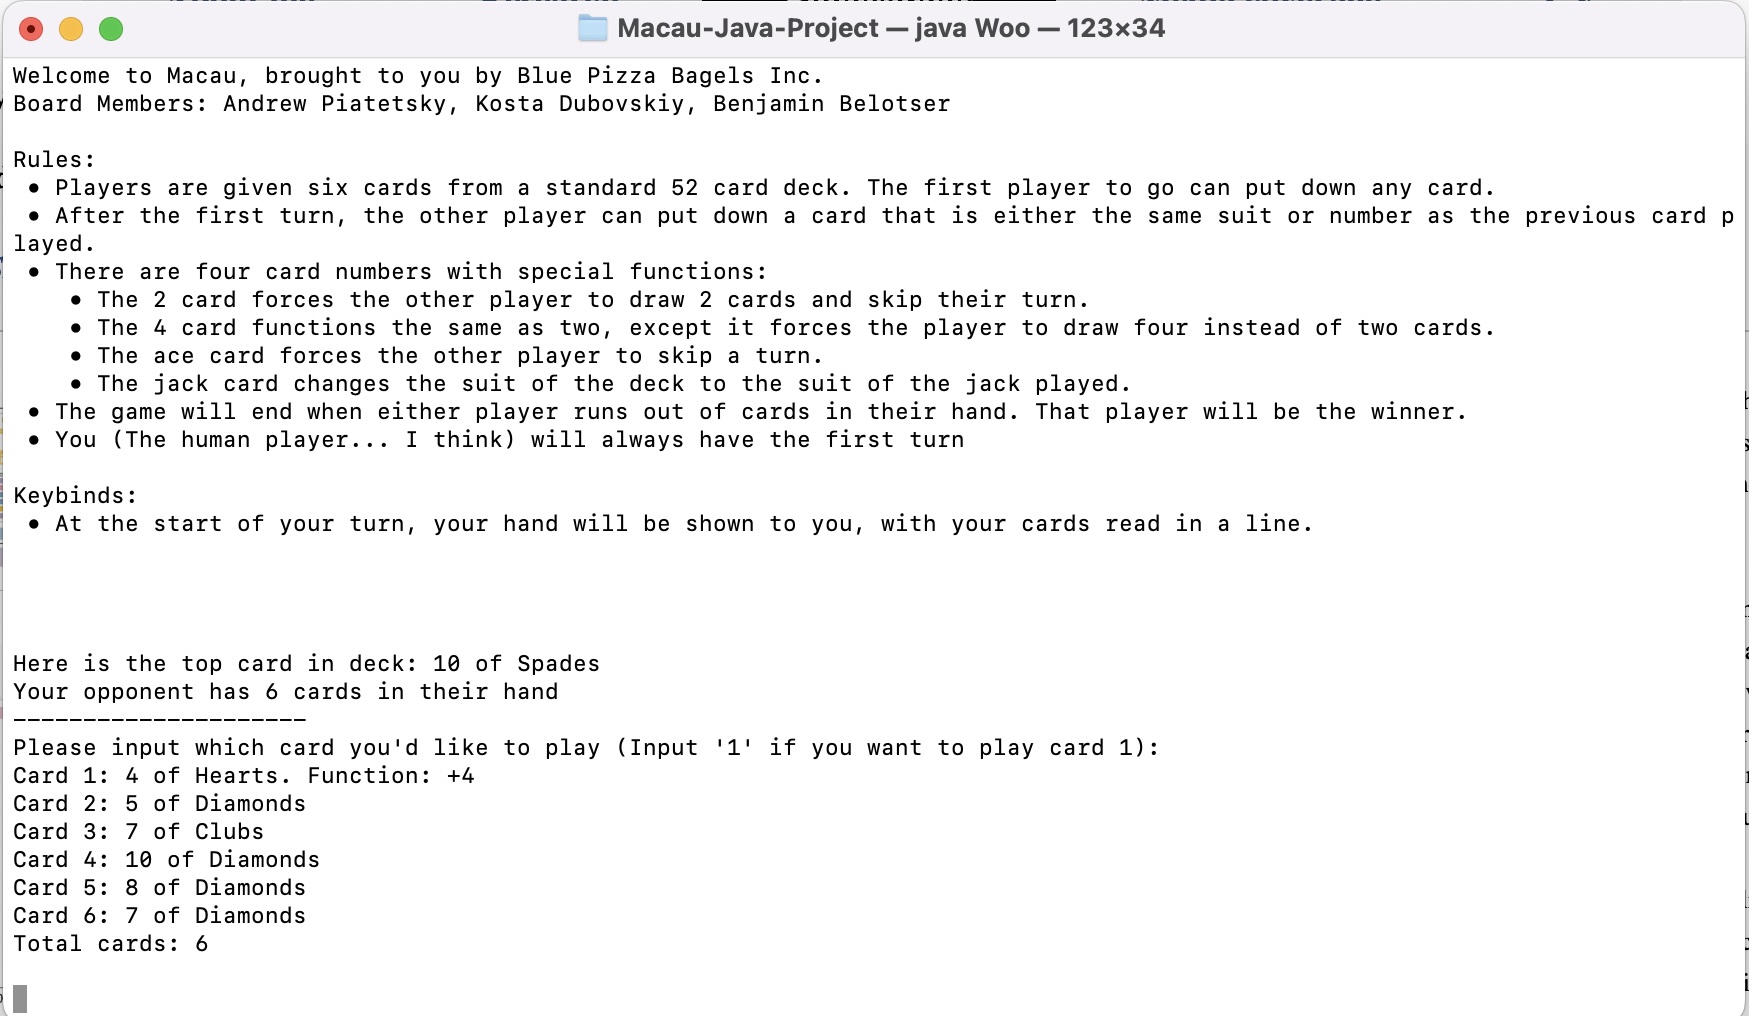 Macau-Java-Project — java Woo — 123×34
Welcome to Macau, brought to you by Blue Pizza Bagels Inc.
Board Members: Andrew Piatetsky, Kosta Dubovskiy, Benjamin Belotser
Rules:
• Players are given six cards from a standard 52 card deck. The first player to go can put down any card.
• After the first turn, the other player can put down a card that is either the same suit or number as the previous card p
layed.
• There are four card numbers with special functions:
• The 2 card forces the other player to draw 2 cards and skip their turn.
• The 4 card functions the same as two, except it forces the player to draw four instead of two cards.
• The ace card forces the other player to skip a turn.
• The jack card changes the suit of the deck to the suit of the jack played.
• The game will end when either player runs out of cards in their hand. That player will be the winner.
• You (The human player... I think) will always have the first turn
Keybinds:
• At the start of your turn, your hand will be shown to you, with your cards read in a line.
Here is the top card in deck: 10 of Spades
Your opponent has 6 cards in their hand
---------------------
Please input which card you'd like to play (Input '1' if you want to play card 1):
Card 1: 4 of Hearts. Function: +4
Card 2: 5 of Diamonds
Card 3: 7 of Clubs
Card 4: 10 of Diamonds
Card 5: 8 of Diamonds
Card 6: 7 of Diamonds
Total cards: 6